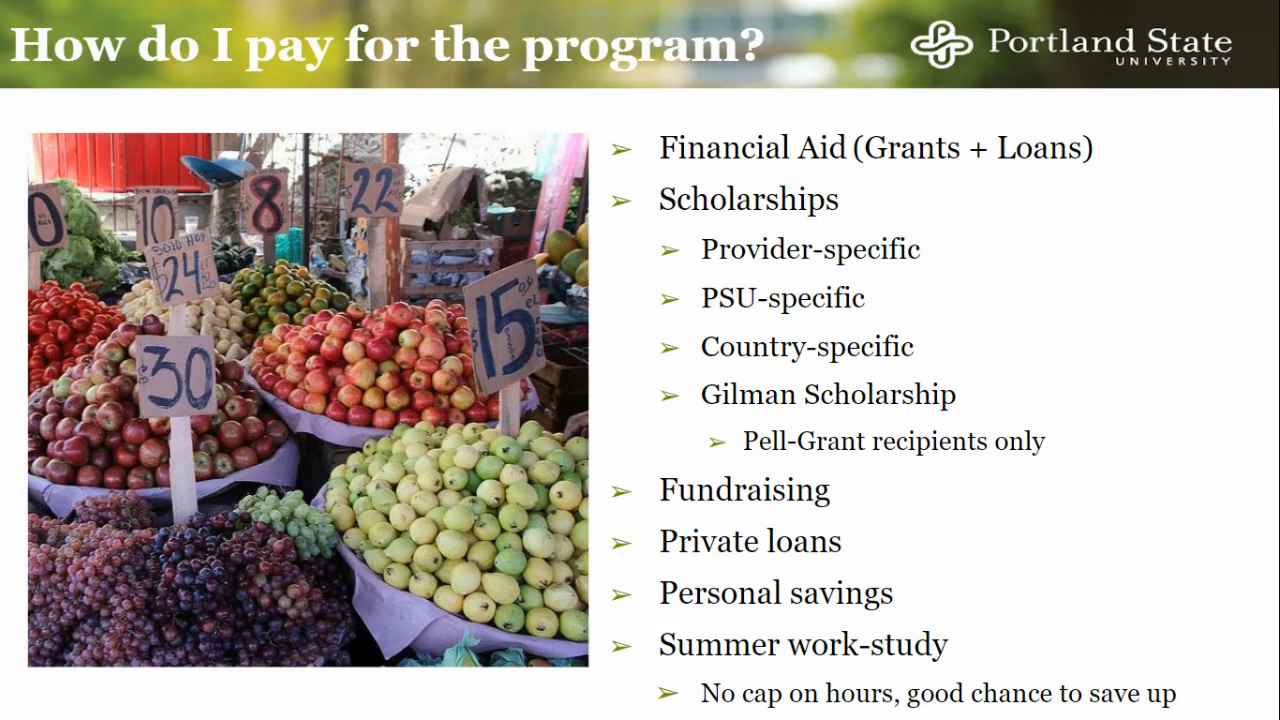 How do I pay for the program?
Portland State
UNIVERSITY
0
10
8
22
SOLO HOY
$24
30
15
➢ Financial Aid (Grants + Loans)
➢ Scholarships
➢ Provider-specific
➢ PSU-specific
➢ Country-specific
➢ Gilman Scholarship
➢ Pell-Grant recipients only
➢ Fundraising
➢ Private loans
➢ Personal savings
➢ Summer work-study
➢ No cap on hours, good chance to save up